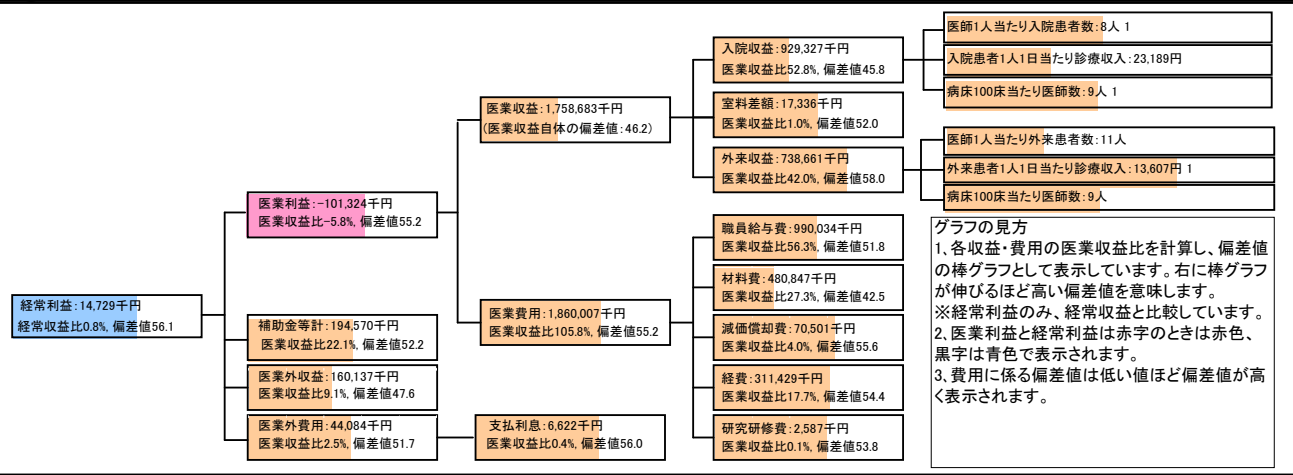 経常利益:14,729千円
経常収益比0.8%, 偏差値56.1
医業利益:-101,324千円
医業収益比-5.8%, 偏差値55.2
補助金等計:194,570千円
医業収益比22.1%, 偏差値52.2
医業外収益:160,137千円
医業収益比9.1%, 偏差値47.6
医業外費用:44,084千円
医業収益比2.5%, 偏差値51.7
医業収益:1,758,683千円
(医業収益自体の偏差値:46.2)
医業費用:1,860,007千円
医業収益比105.8%, 偏差値55.2
支払利息:6,622千円
医業収益比0.4%, 偏差値56.0
入院収益:929,327千円
医業収益比52.8%, 偏差値45.8
室料差額:17,336千円
医業収益比1.0%, 偏差値52.0
外来収益:738,661千円
医業収益比42.0%, 偏差値58.0
職員給与費:990,034千円
医業収益比56.3%, 偏差値51.8
材料費:480,847千円
医業収益比27.3%, 偏差値42.5
減価償却費:70,501千円
医業収益比4.0%, 偏差値55.6
経費:311,429千円
医業収益比17.7%, 偏差値54.4
研究研修費:2,587千円
医業収益比0.1%, 偏差値53.8
医師1人当たり入院患者数:8人 1
入院患者1人1日当たり診療収入:23,189円
病床100床当たり医師数:9人 1
医師1人当たり外来患者数:11人
外来患者1人1日当たり診療収入:13,607円 1
病床100床当たり医師数:9人
グラフの見方
1、各収益・費用の医業収益比を計算し、偏差値
の棒グラフとして表示しています。右に棒グラフ
が伸びるほど高い偏差値を意味します。
※経常利益のみ、経常収益と比較しています。
2、医業利益と経常利益は赤字のときは赤色、
黒字は青色で表示されます。
3、費用に係る偏差値は低い値ほど偏差値が高
く表示されます。